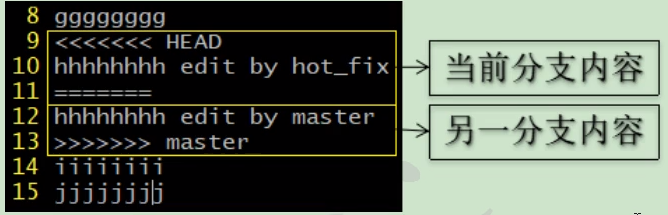 8 gggggggg
9 <<<<<<< HEAD
10 hhhhhhhh edit by hot_fix
11 =======
当前分支内容
12 hhhhhhhh edit by master
13 >>>>>>> master
另一分支内容
14 iiiiiiii
15 jjjjjjjj